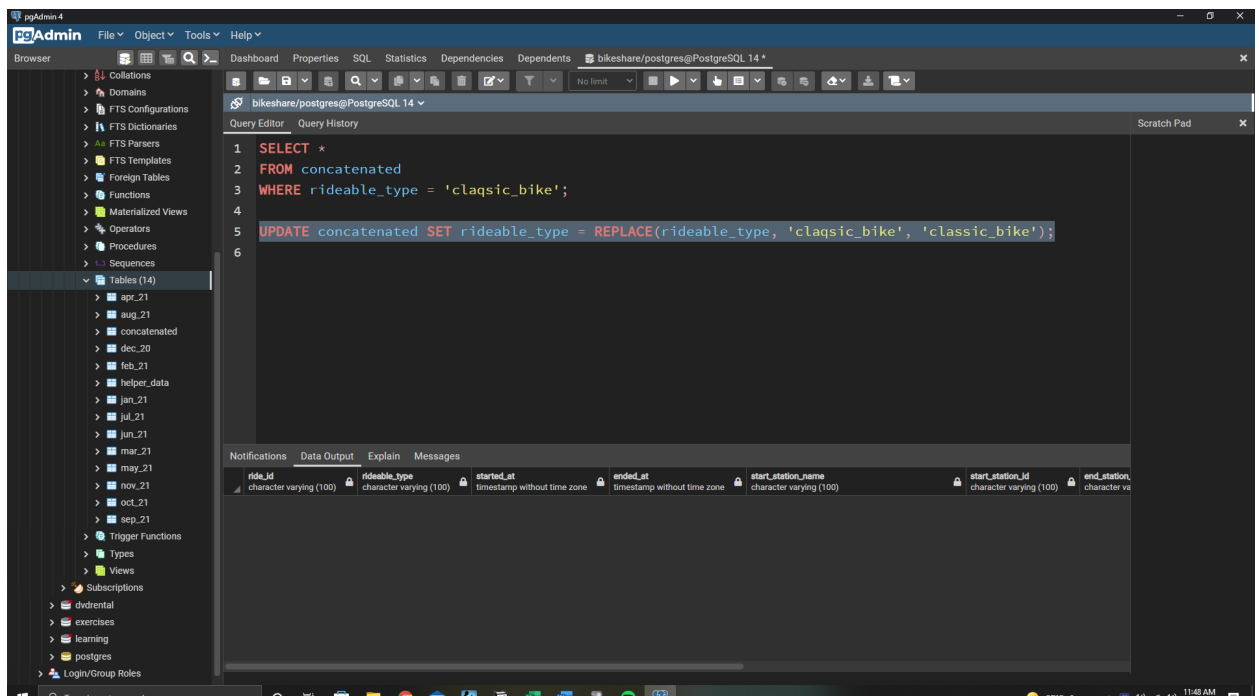 pgAdmin 4
pgAdmin File Object Tools Help
Browser
Dashboard Properties SQL Statistics Dependencies Dependents bikeshare/postgres@PostgreSQL 14 *
No limit
bikeshare/postgres@PostgreSQL 14
Query Editor Query History
Scratch Pad
Collations
Domains
FTS Configurations
FTS Dictionaries
Aa FTS Parsers
FTS Templates
Foreign Tables
Functions
Materialized Views
Operators
Procedures
1..3 Sequences
Tables (14)
apr_21
aug_21
concatenated
dec_20
feb_21
helper_data
jan_21
jul_21
jun_21
mar_21
may_21
nov_21
oct_21
sep_21
Trigger Functions
Types
Views
Subscriptions
dvdrental
exercises
learning
postgres
Login/Group Roles
1 SELECT *
2 FROM concatenated
3 WHERE rideable_type = 'claqsic_bike';
4
5 UPDATE concatenated SET rideable_type = REPLACE(rideable_type, 'claqsic_bike', 'classic_bike');
6
Notifications Data Output Explain Messages
ride_id rideable_type started_at ended_at start_station_name start_station_id end_station_
character varying (100) character varying (100) timestamp without time zone timestamp without time zone character varying (100) character varying (100) character va
11:48 AM